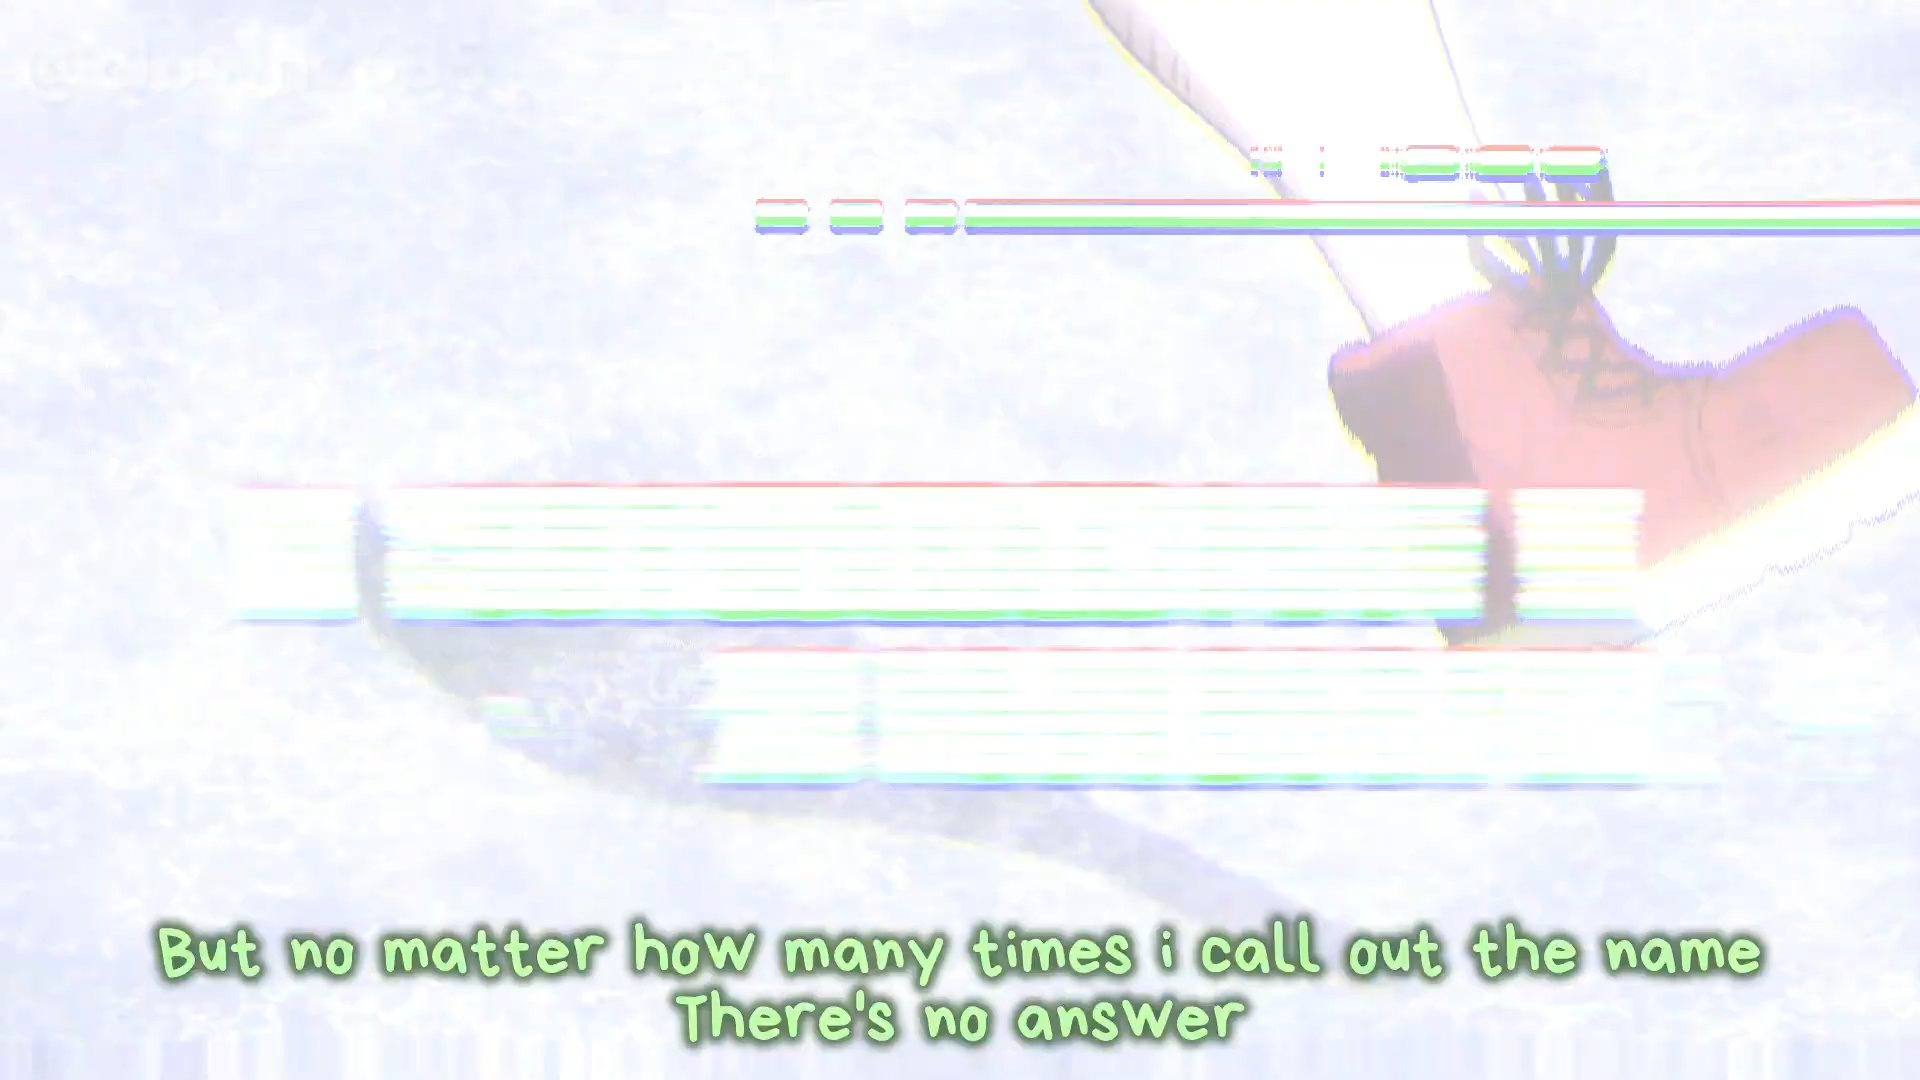 But no matter how many times i call out the name
There's no answer